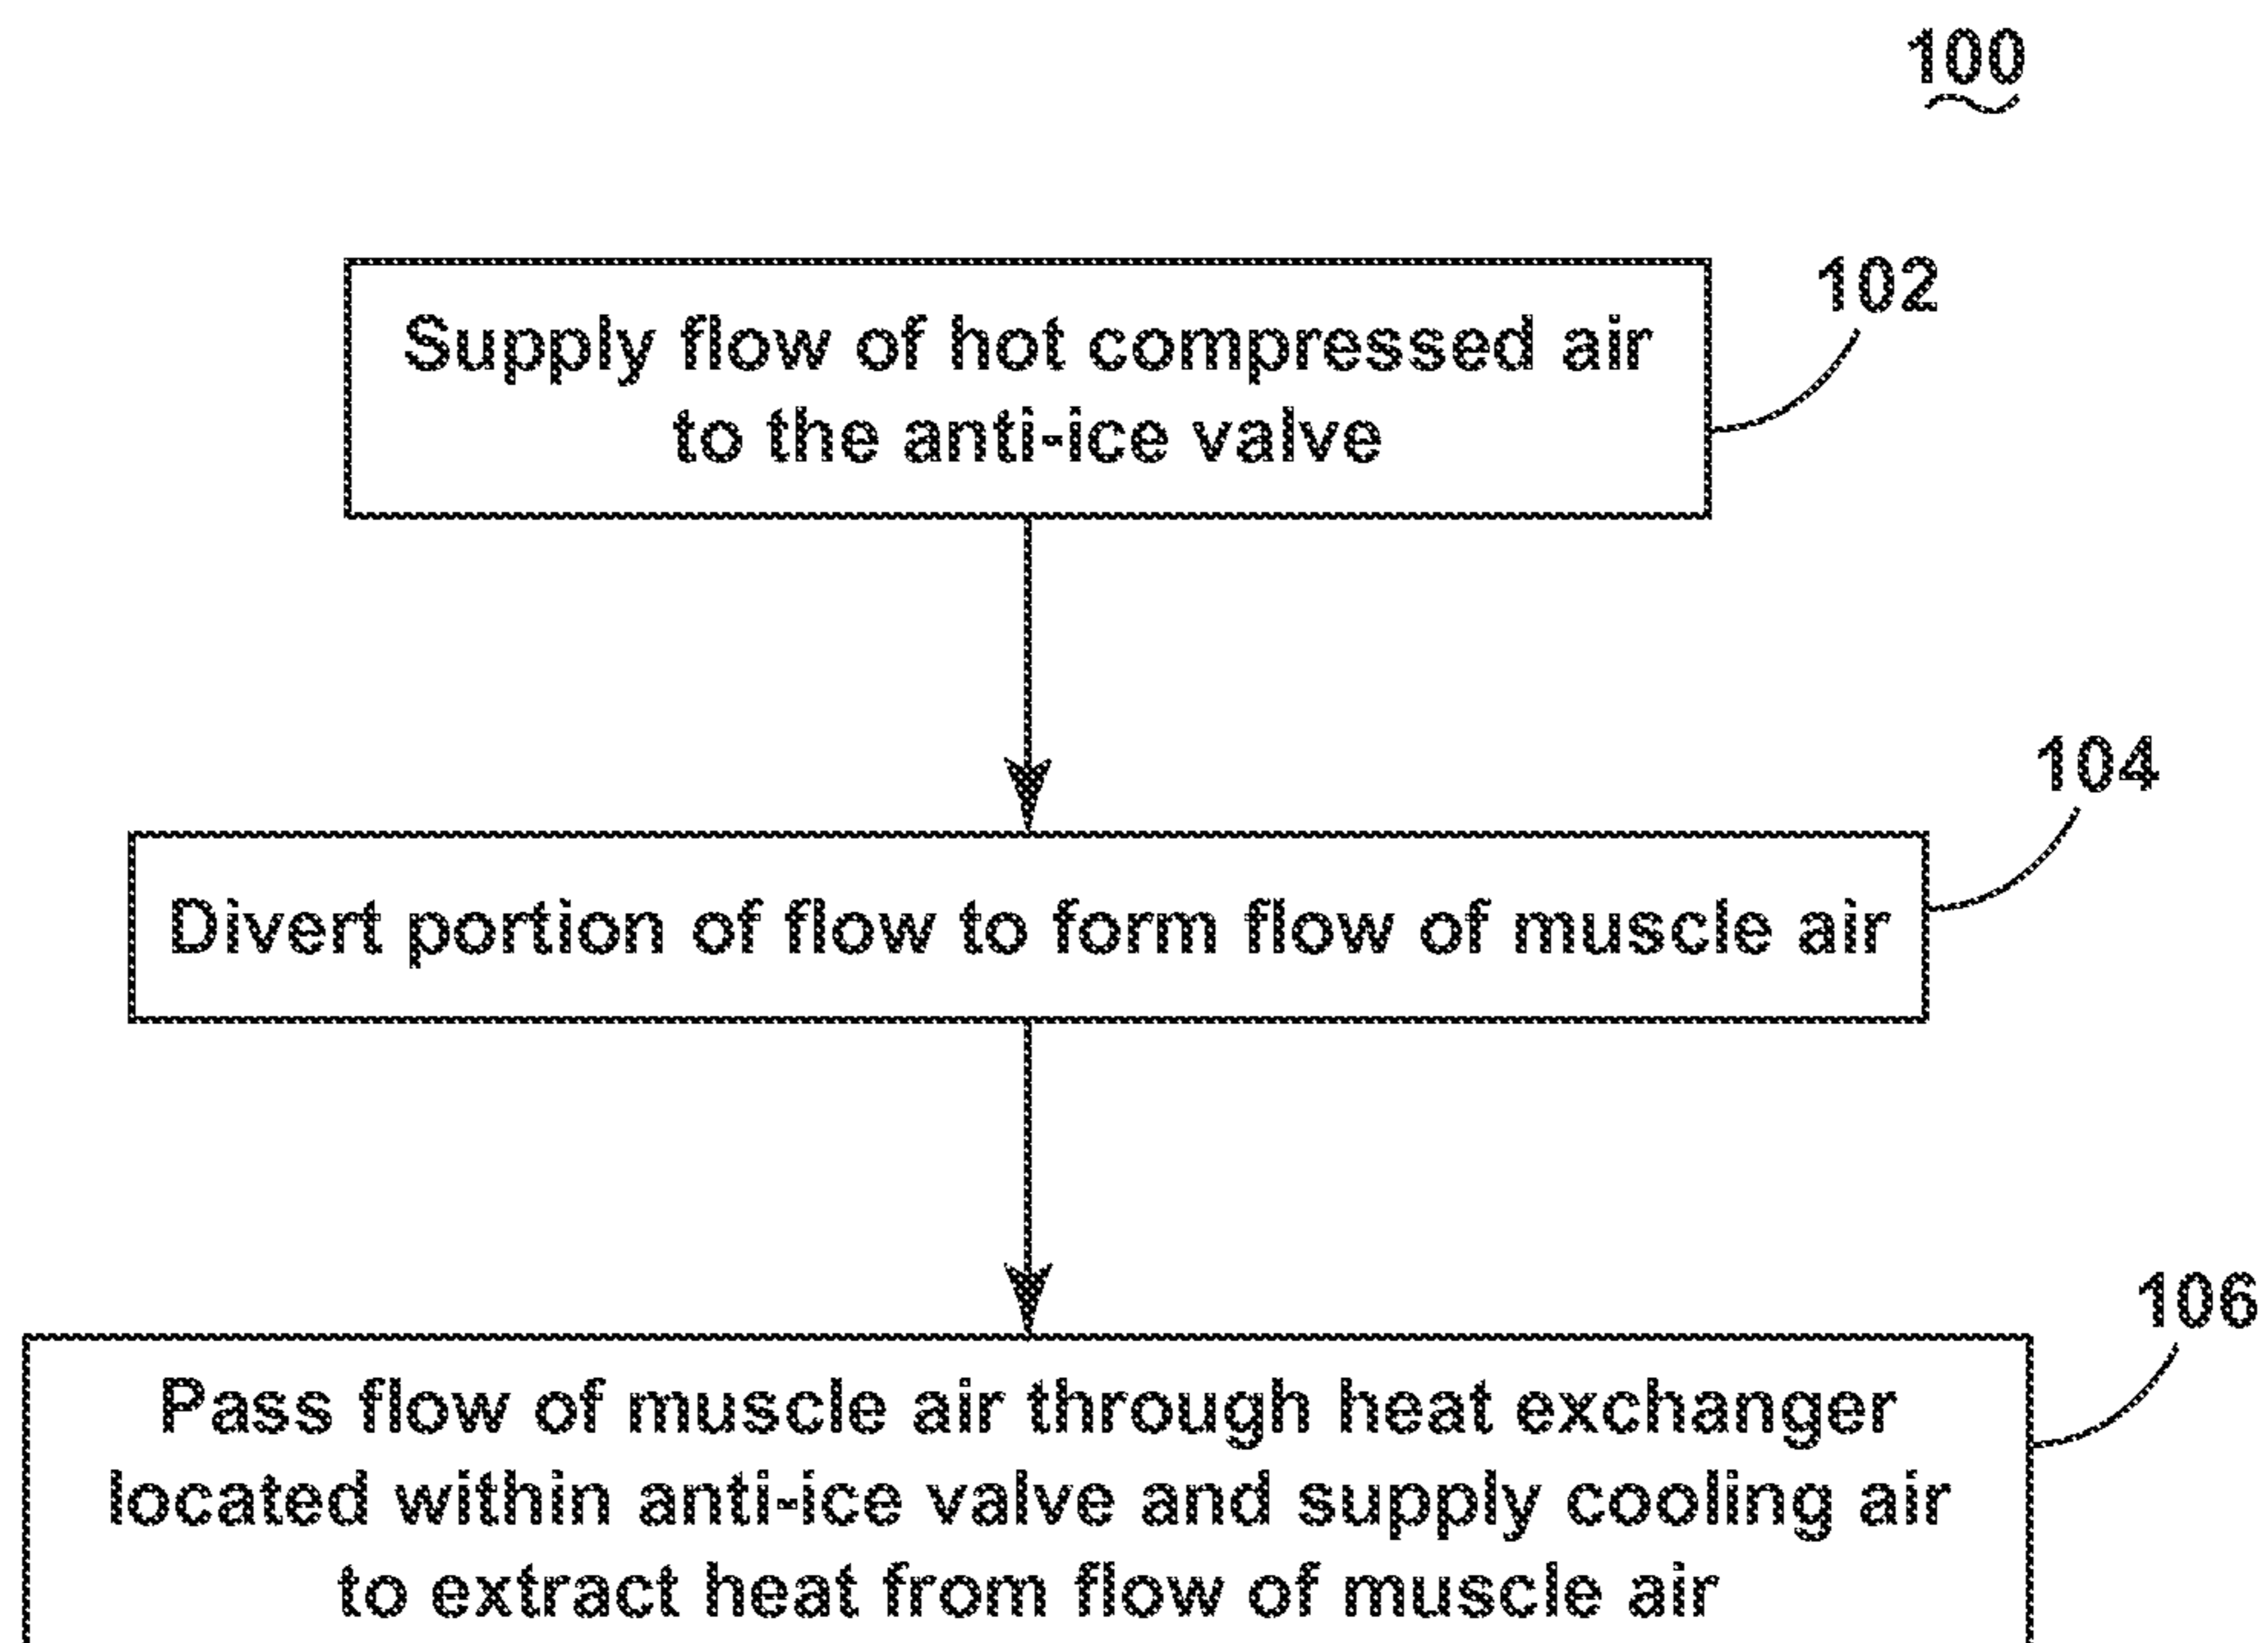 100
Supply flow of hot compressed air
to the anti-ice valve
102
Divert portion of flow to form flow of muscle air
104
Pass flow of muscle air through heat exchanger
located within anti-ice valve and supply cooling air
to extract heat from flow of muscle air
106